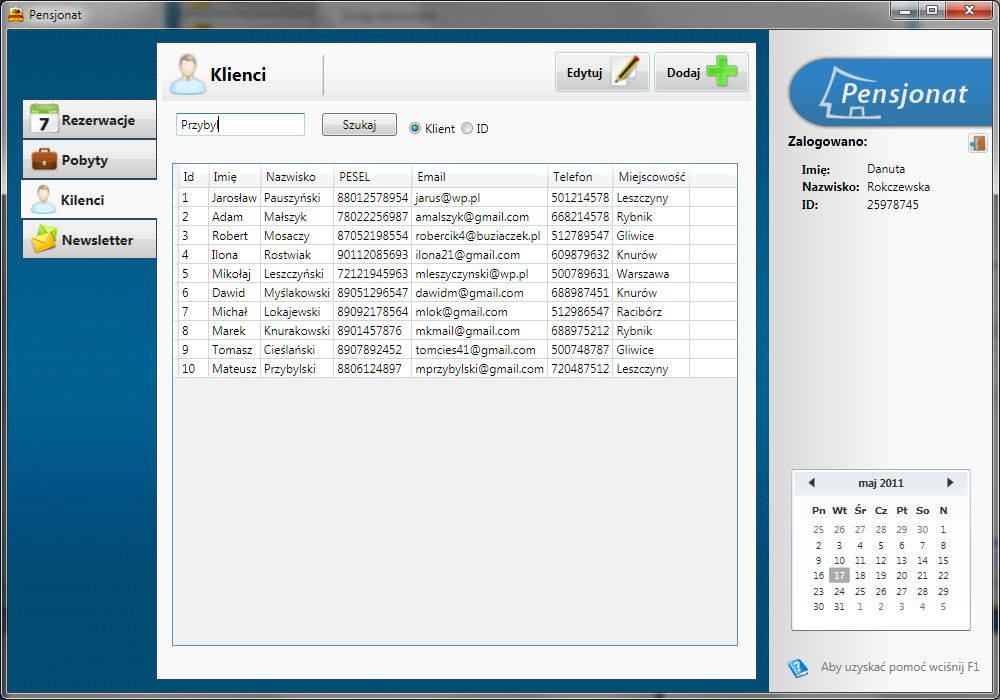 Pensjonat
Klienci
Edytuj
Dodaj
Pensjonat
Rezerwacje
Pobyty
Kilenci
Newsletter
Przybyl
Szukaj
Klient
ID
Zalogowano:
Imię: Danuta
Nazwisko: Rokczewska
ID: 25978745
Id Imię Nazwisko PESEL Email Telefon Miejscowość
1 Jarosław Pauszyński 88012578954 jarus@wp.pl 501214578 Leszczyny
2 Adam Małszyk 78022256987 amalszyk@gmail.com 668214578 Rybnik
3 Robert Mosaczy 87052198554 robercik4@buziaczek.pl 512789547 Gliwice
4 Ilona Rostwiak 90112085693 ilona21@gmail.com 609879632 Knurów
5 Mikołaj Leszczyński 72121945963 mleszyczynski@wp.pl 500789631 Warszawa
6 Dawid Myślakowski 89051296547 dawidm@gmail.com 688987451 Knurów
7 Michał Lokajewski 89092178564 mlok@gmail.com 512986547 Racibórz
8 Marek Knurakowski 8901457876 mkmail@gmail.com 688975212 Rybnik
9 Tomasz Cieślański 8907892452 tomcies41@gmail.com 500748787 Gliwice
10 Mateusz Przybylski 8806124897 mprzybylski@gmail.com 720487512 Leszczyny
maj 2011
Pn Wt Śr Cz Pt So N
25 26 27 28 29 30 1
2 3 4 5 6 7 8
9 10 11 12 13 14 15
16 17 18 19 20 21 22
23 24 25 26 27 28 29
30 31 1 2 3 4 5
Aby uzyskać pomoc wciśnij F1